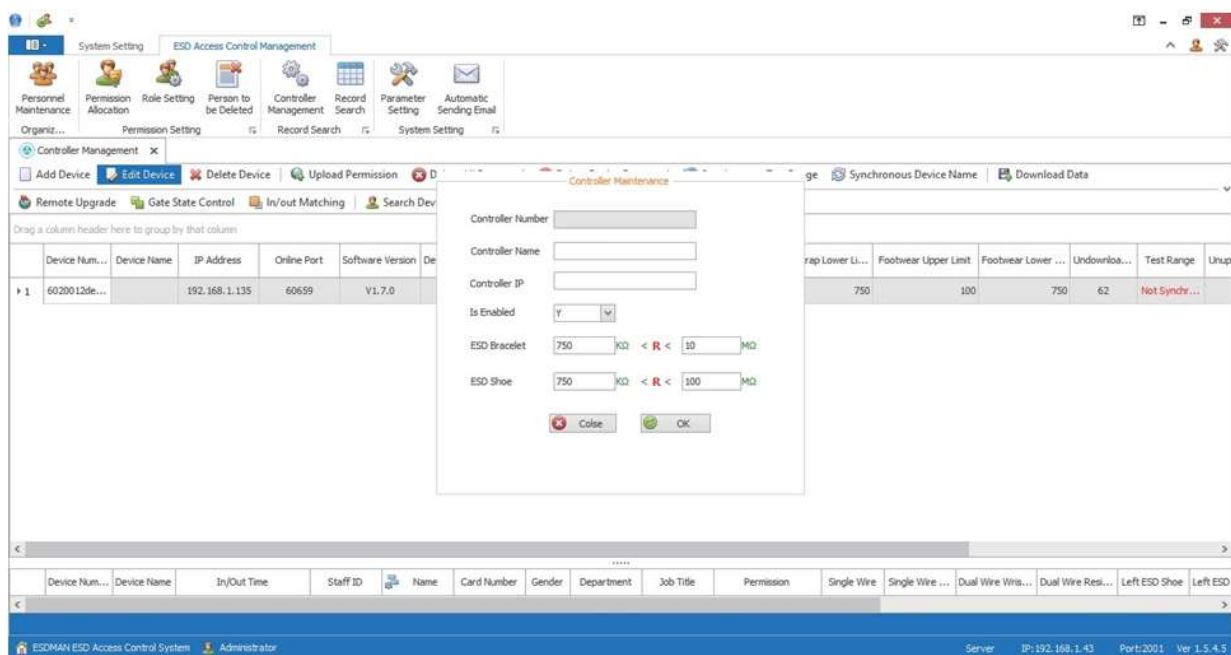 System Setting ESD Access Control Management
Personnel Maintenance Permission Allocation Role Setting Person to be Deleted Controller Management Record Search Parameter Setting Automatic Sending Email
Organiz... Permission Setting Record Search System Setting
Controller Management X
Add Device Edit Device Delete Device Upload Permission D ge Synchronous Device Name Download Data
Remote Upgrade Gate State Control In/out Matching Search Dev
Drag a column header here to group by that column
Device Num... Device Name IP Address Online Port Software Version De rap Lower Li... Footwear Upper Limit Footwear Lower ... Undownloa... Test Range Unup
1 6020012de... 192.168.1.135 60659 V1.7.0 750 100 750 62 Not Synchr...
Controller Maintenance
Controller Number
Controller Name
Controller IP
Is Enabled Y
ESD Bracelet 750 KΩ < R < 10 MΩ
ESD Shoe 750 KΩ < R < 100 MΩ
Colse OK
Device Num... Device Name In/Out Time Staff ID Name Card Number Gender Department Job Title Permission Single Wire Single Wire ... Dual Wire Wris... Dual Wire Resi... Left ESD Shoe Left ESD
ESDMAN ESD Access Control System Administrator Server IP:192.168.1.43 Port:2001 Ver 1.5.4.5